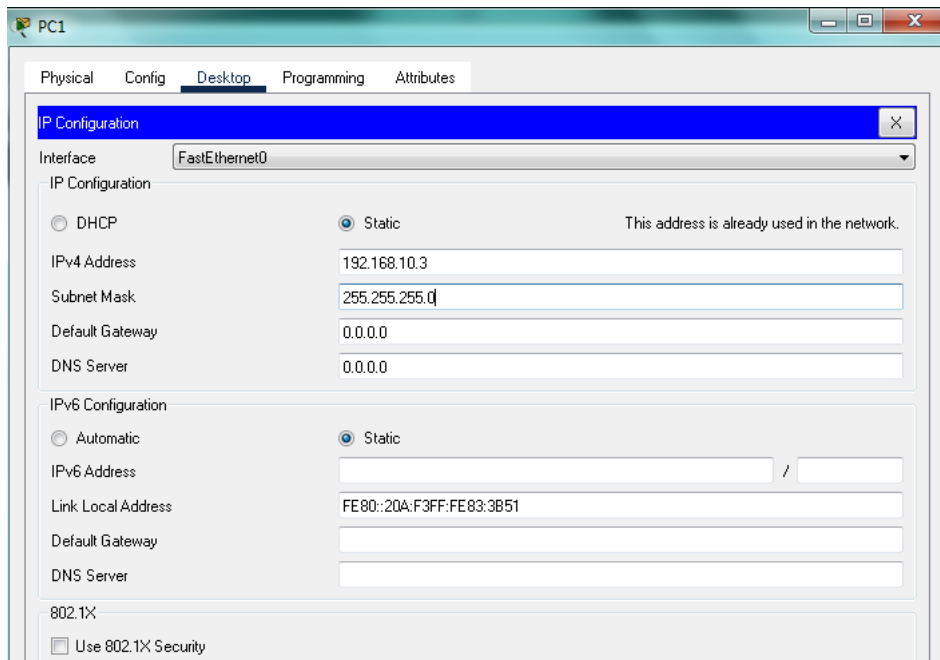 PC1
Physical Config Desktop Programming Attributes
IP Configuration X
Interface FastEthernet0
IP Configuration
DHCP Static This address is already used in the network.
IPv4 Address 192.168.10.3
Subnet Mask 255.255.255.0
Default Gateway 0.0.0.0
DNS Server 0.0.0.0
IPv6 Configuration
Automatic Static
IPv6 Address /
Link Local Address FE80::20A:F3FF:FE83:3B51
Default Gateway
DNS Server
802.1X
Use 802.1X Security